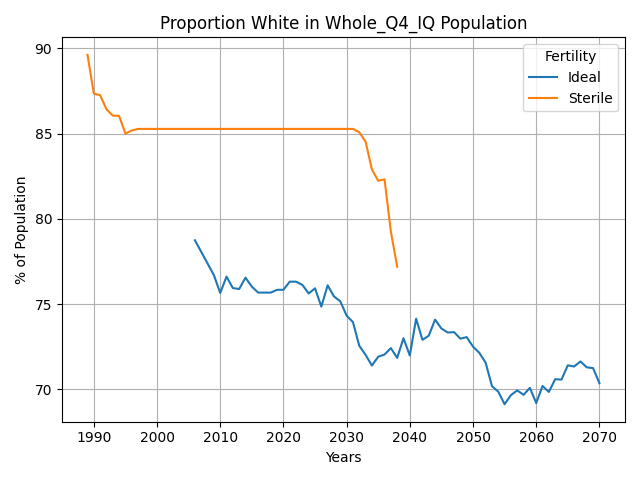 Proportion White in Whole_Q4_IQ Population
Fertility
Ideal
Sterile
% of Population
90
85
80
75
70
1990 2000 2010 2020 2030 2040 2050 2060 2070
Years